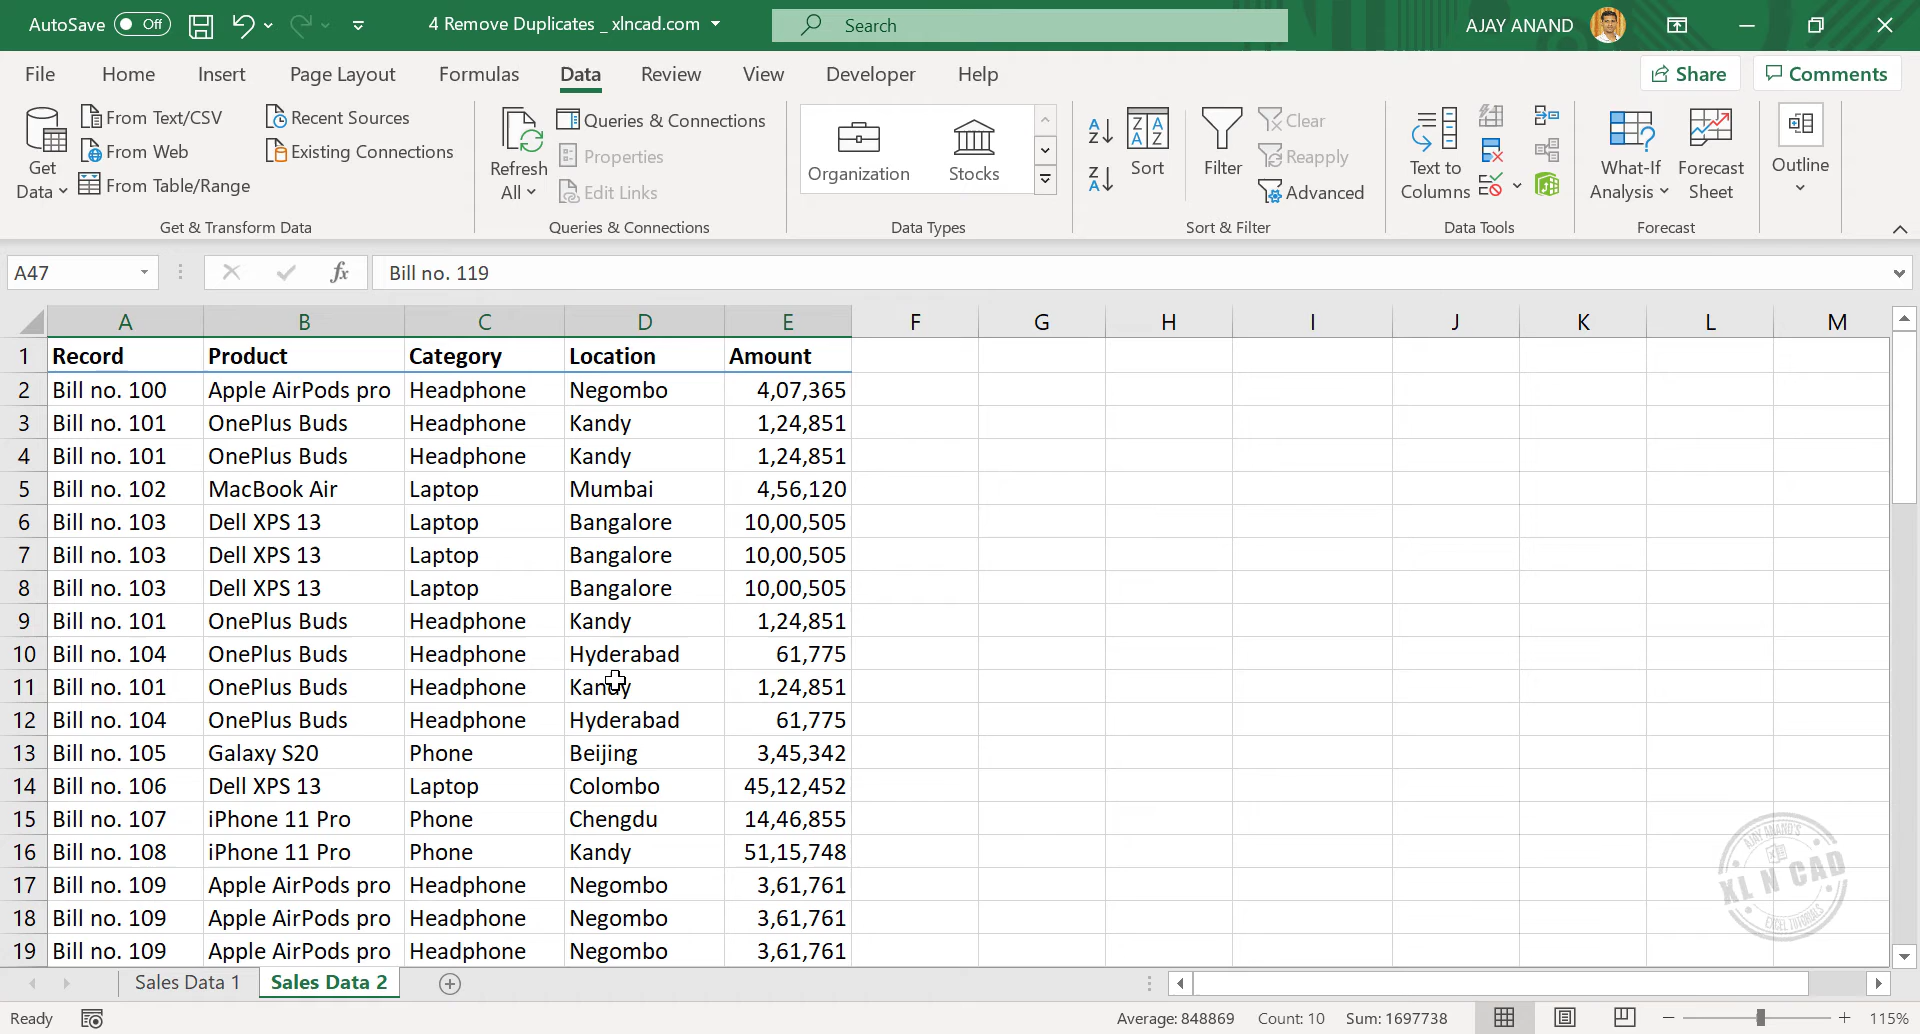 AutoSave Off 4 Remove Duplicates _ xlncad.com Search AJAY ANAND
File Home Insert Page Layout Formulas Data Review View Developer Help Share Comments
Get Data
From Text/CSV
From Web
From Table/Range
Recent Sources
Existing Connections
Get & Transform Data
Refresh All
Queries & Connections
Properties
Edit Links
Queries & Connections
Organization Stocks
Data Types
Sort
Filter
Clear
Reapply
Advanced
Sort & Filter
Text to Columns
Data Tools
What-If Analysis
Forecast Sheet
Forecast
Outline
A47 fx Bill no. 119
A B C D E F G H I J K L M
1 Record Product Category Location Amount
2 Bill no. 100 Apple AirPods pro Headphone Negombo 4,07,365
3 Bill no. 101 OnePlus Buds Headphone Kandy 1,24,851
4 Bill no. 101 OnePlus Buds Headphone Kandy 1,24,851
5 Bill no. 102 MacBook Air Laptop Mumbai 4,56,120
6 Bill no. 103 Dell XPS 13 Laptop Bangalore 10,00,505
7 Bill no. 103 Dell XPS 13 Laptop Bangalore 10,00,505
8 Bill no. 103 Dell XPS 13 Laptop Bangalore 10,00,505
9 Bill no. 101 OnePlus Buds Headphone Kandy 1,24,851
10 Bill no. 104 OnePlus Buds Headphone Hyderabad 61,775
11 Bill no. 101 OnePlus Buds Headphone Kandy 1,24,851
12 Bill no. 104 OnePlus Buds Headphone Hyderabad 61,775
13 Bill no. 105 Galaxy S20 Phone Beijing 3,45,342
14 Bill no. 106 Dell XPS 13 Laptop Colombo 45,12,452
15 Bill no. 107 iPhone 11 Pro Phone Chengdu 14,46,855
16 Bill no. 108 iPhone 11 Pro Phone Kandy 51,15,748
17 Bill no. 109 Apple AirPods pro Headphone Negombo 3,61,761
18 Bill no. 109 Apple AirPods pro Headphone Negombo 3,61,761
19 Bill no. 109 Apple AirPods pro Headphone Negombo 3,61,761
AJAY ANAND'S
XL N CAD
EXCEL TUTORIALS
Sales Data 1 Sales Data 2
Ready Average: 848869 Count: 10 Sum: 1697738 115%